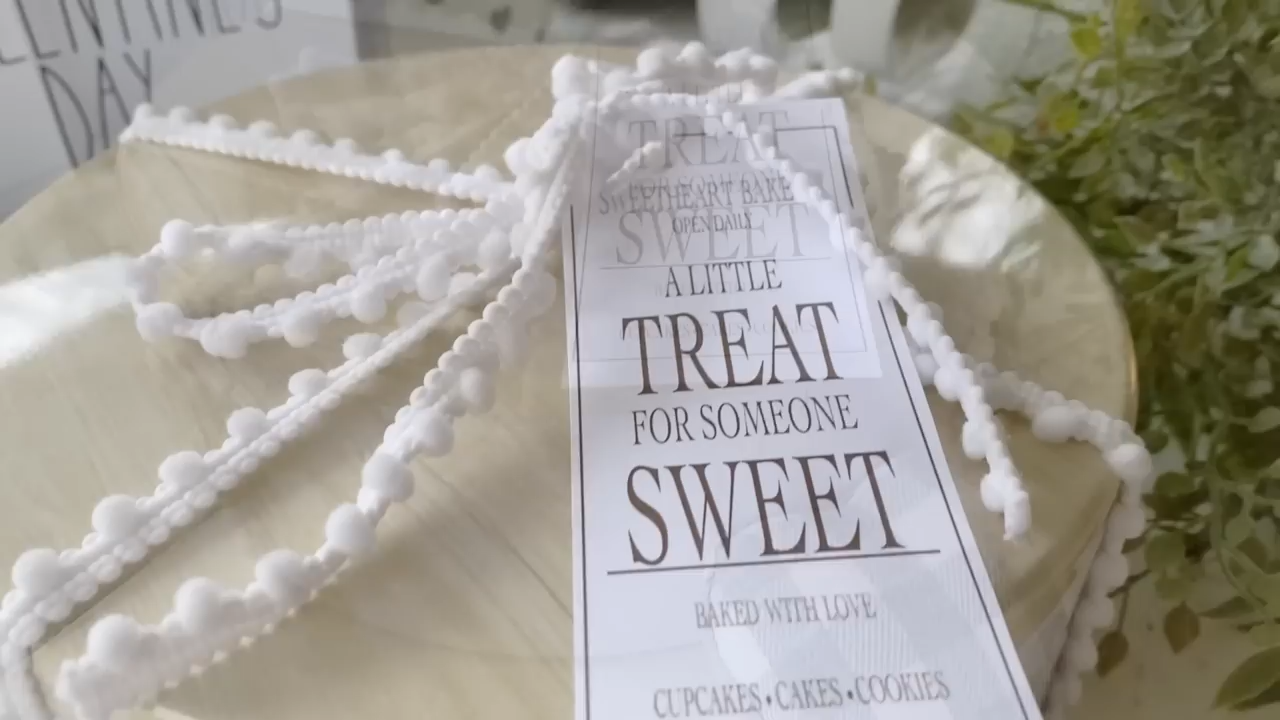 DAY
TREAT
SWEETHEART BAKE
SWEET
OPEN DAILY
A LITTLE
TREAT
FOR SOMEONE
SWEET
BAKED WITH LOVE
CUPCAKES • CAKES • COOKIES